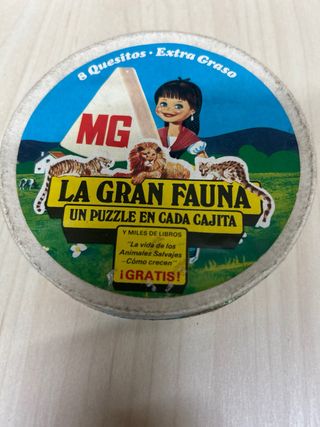 8 Quesitos · Extra Graso
MG
LA GRAN FAUNA
UN PUZZLE EN CADA CAJITA
Y MILES DE LIBROS
"La vida de los
Animales Salvajes
-Cómo crecen"
¡GRATIS!